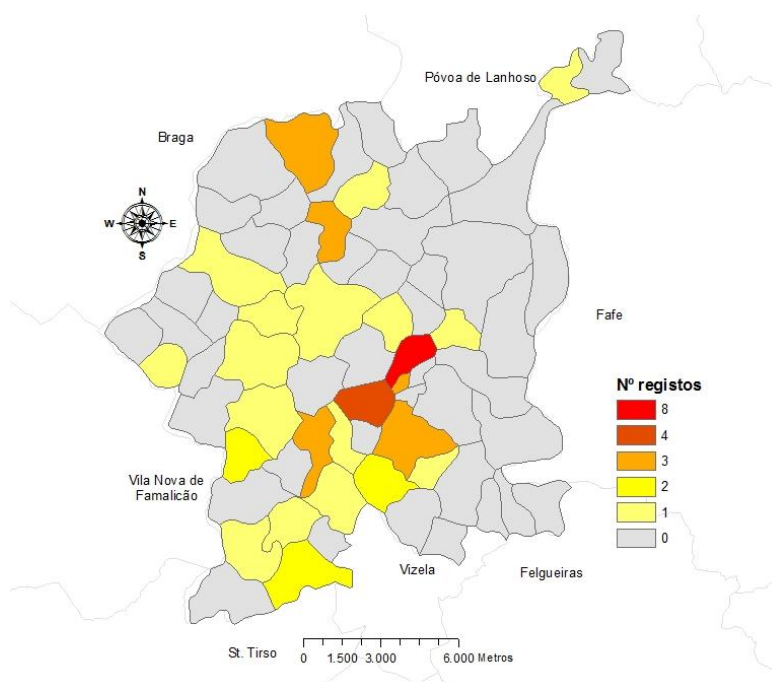 Póvoa de Lanhoso
Braga
N
W E
S
Fafe
Nº registos
8
4
3
2
1
0
Vila Nova de
Famalicão
Vizela
Felgueiras
St. Tirso
0 1.500 3.000 6.000 Metros